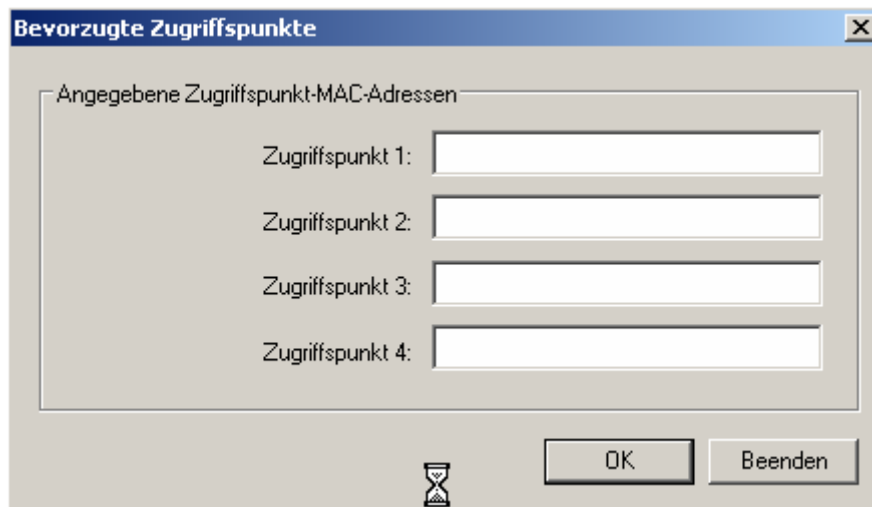 Bevorzugte Zugriffspunkte
Angegebene Zugriffspunkt-MAC-Adressen
Zugriffspunkt 1:
Zugriffspunkt 2:
Zugriffspunkt 3:
Zugriffspunkt 4:
OK Beenden